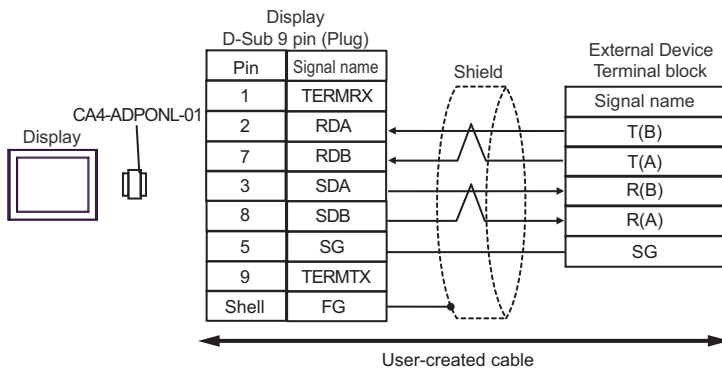 Display
D-Sub 9 pin (Plug)
Pin Signal name
1 TERMRX
2 RDA
7 RDB
3 SDA
8 SDB
5 SG
9 TERMTX
Shell FG
CA4-ADPONL-01
Display
Shield
External Device
Terminal block
Signal name
T(B)
T(A)
R(B)
R(A)
SG
User-created cable